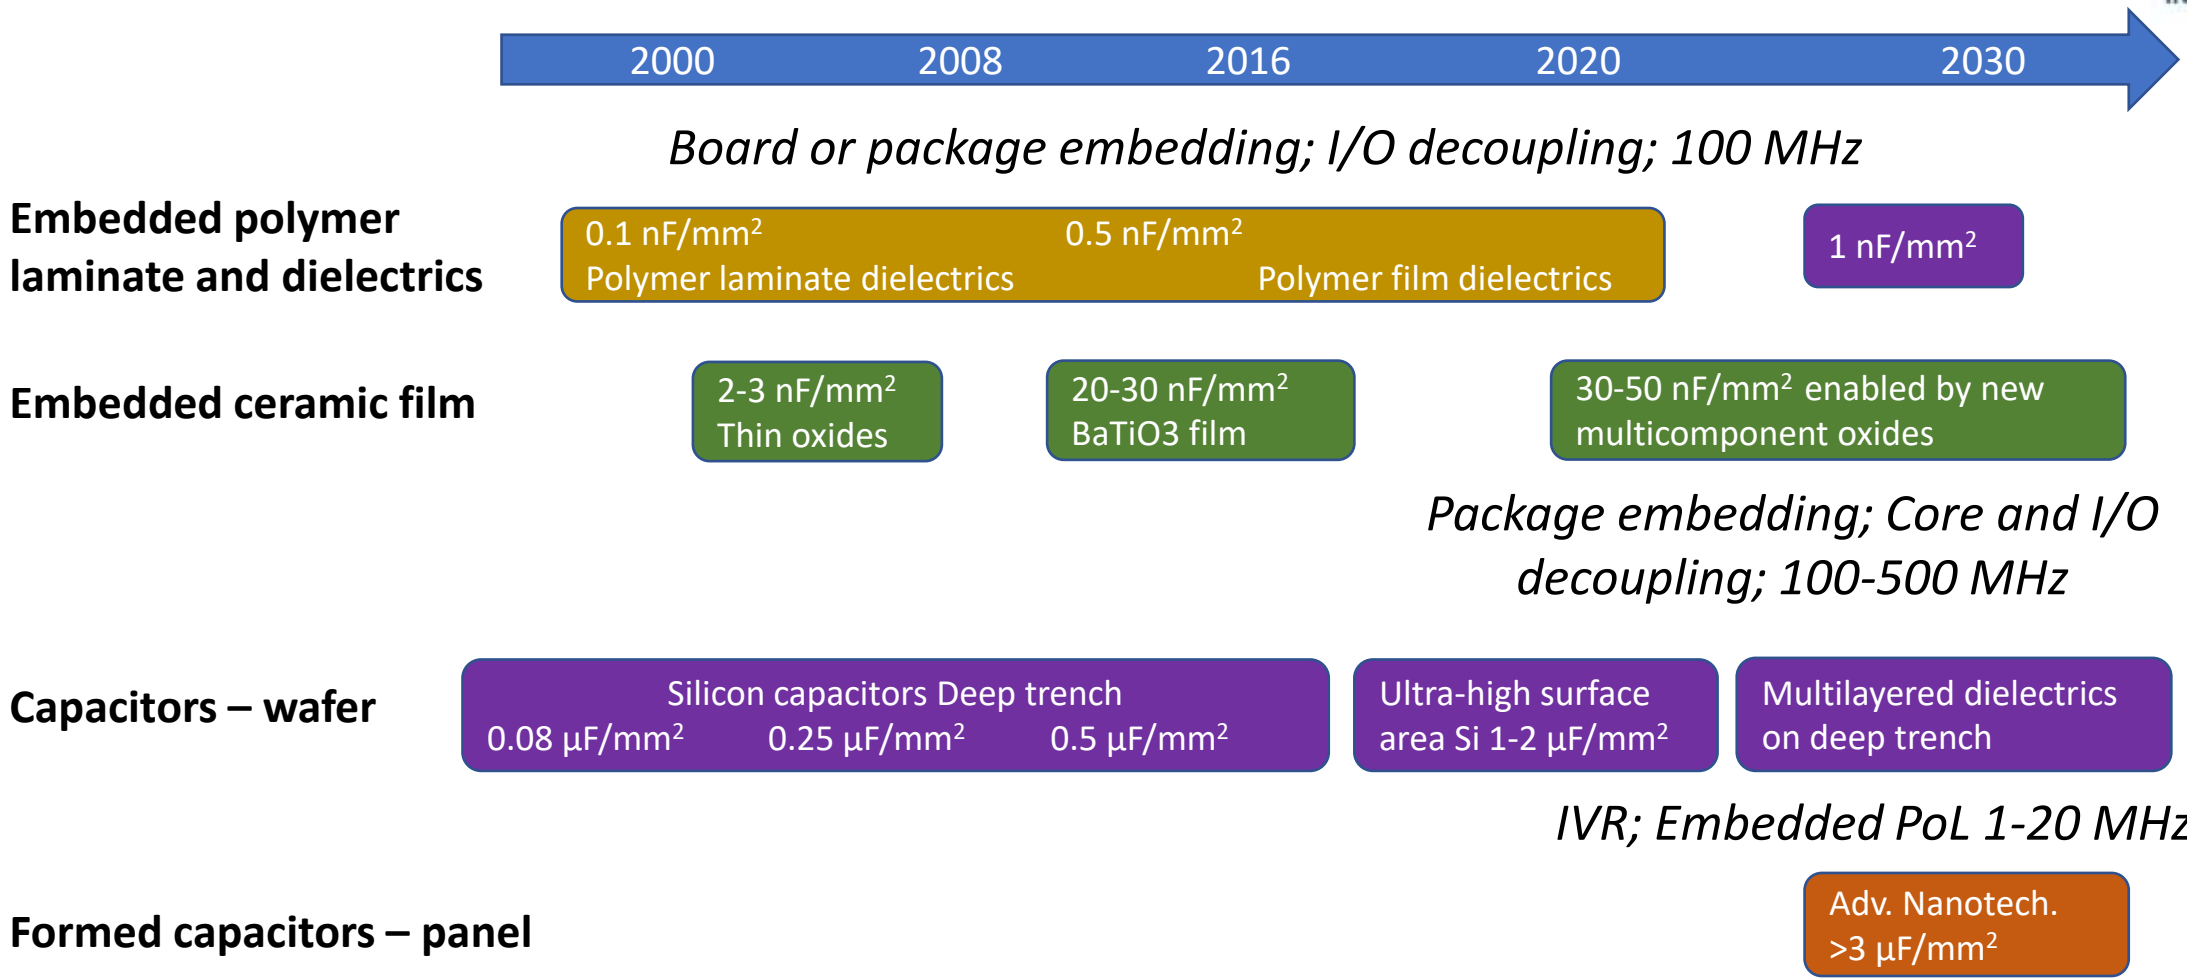 2000 2008 2016 2020 2030
Board or package embedding; I/O decoupling; 100 MHz
Embedded polymer
laminate and dielectrics
0.1 nF/mm² 0.5 nF/mm²
Polymer laminate dielectrics Polymer film dielectrics
1 nF/mm²
Embedded ceramic film
2-3 nF/mm²
Thin oxides
20-30 nF/mm²
BaTiO3 film
30-50 nF/mm² enabled by new
multicomponent oxides
Package embedding; Core and I/O
decoupling; 100-500 MHz
Capacitors – wafer
Silicon capacitors Deep trench
0.08 µF/mm² 0.25 µF/mm² 0.5 µF/mm²
Ultra-high surface
area Si 1-2 µF/mm²
Multilayered dielectrics
on deep trench
IVR; Embedded PoL 1-20 MHz
Formed capacitors – panel
Adv. Nanotech.
>3 µF/mm²